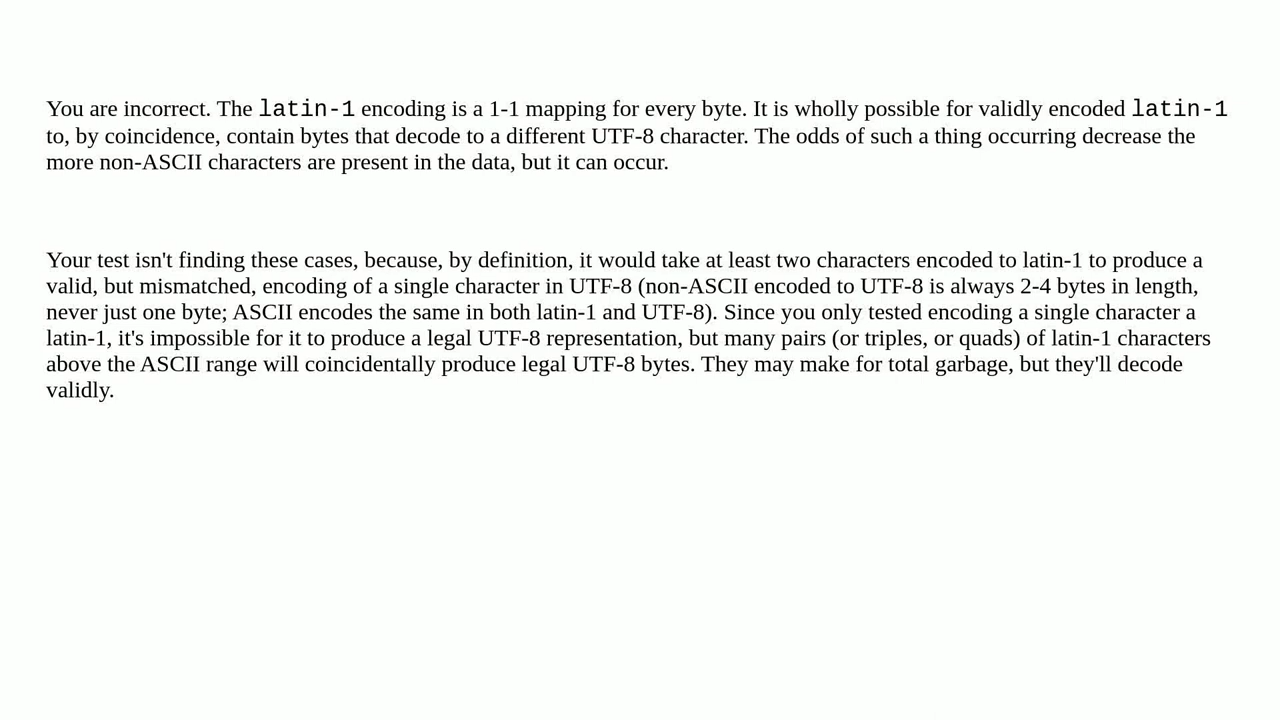 You are incorrect. The latin-1 encoding is a 1-1 mapping for every byte. It is wholly possible for validly encoded latin-1
to, by coincidence, contain bytes that decode to a different UTF-8 character. The odds of such a thing occurring decrease the
more non-ASCII characters are present in the data, but it can occur.
Your test isn't finding these cases, because, by definition, it would take at least two characters encoded to latin-1 to produce a
valid, but mismatched, encoding of a single character in UTF-8 (non-ASCII encoded to UTF-8 is always 2-4 bytes in length,
never just one byte; ASCII encodes the same in both latin-1 and UTF-8). Since you only tested encoding a single character a
latin-1, it's impossible for it to produce a legal UTF-8 representation, but many pairs (or triples, or quads) of latin-1 characters
above the ASCII range will coincidentally produce legal UTF-8 bytes. They may make for total garbage, but they'll decode
validly.